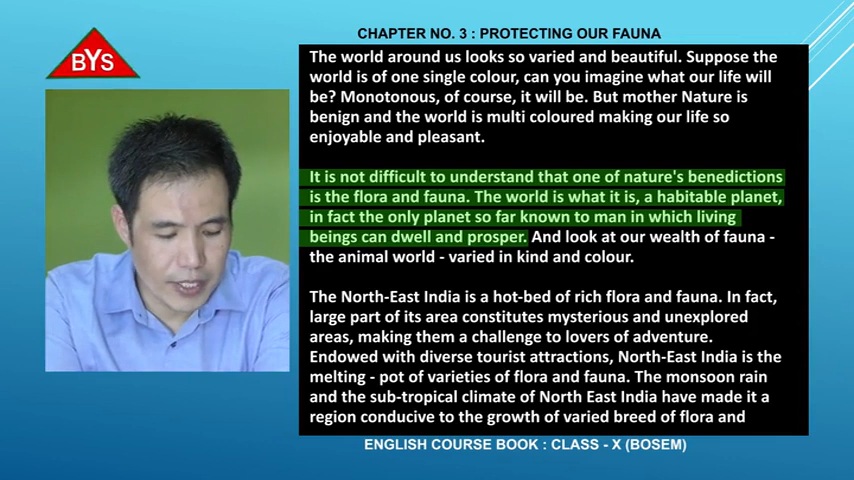 CHAPTER NO. 3 : PROTECTING OUR FAUNA
BYS
The world around us looks so varied and beautiful. Suppose the
world is of one single colour, can you imagine what our life will
be? Monotonous, of course, it will be. But mother Nature is
benign and the world is multi coloured making our life so
enjoyable and pleasant.
It is not difficult to understand that one of nature's benedictions
is the flora and fauna. The world is what it is, a habitable planet,
in fact the only planet so far known to man in which living
beings can dwell and prosper. And look at our wealth of fauna -
the animal world - varied in kind and colour.
The North-East India is a hot-bed of rich flora and fauna. In fact,
large part of its area constitutes mysterious and unexplored
areas, making them a challenge to lovers of adventure.
Endowed with diverse tourist attractions, North-East India is the
melting - pot of varieties of flora and fauna. The monsoon rain
and the sub-tropical climate of North East India have made it a
region conducive to the growth of varied breed of flora and
ENGLISH COURSE BOOK : CLASS - X (BOSEM)